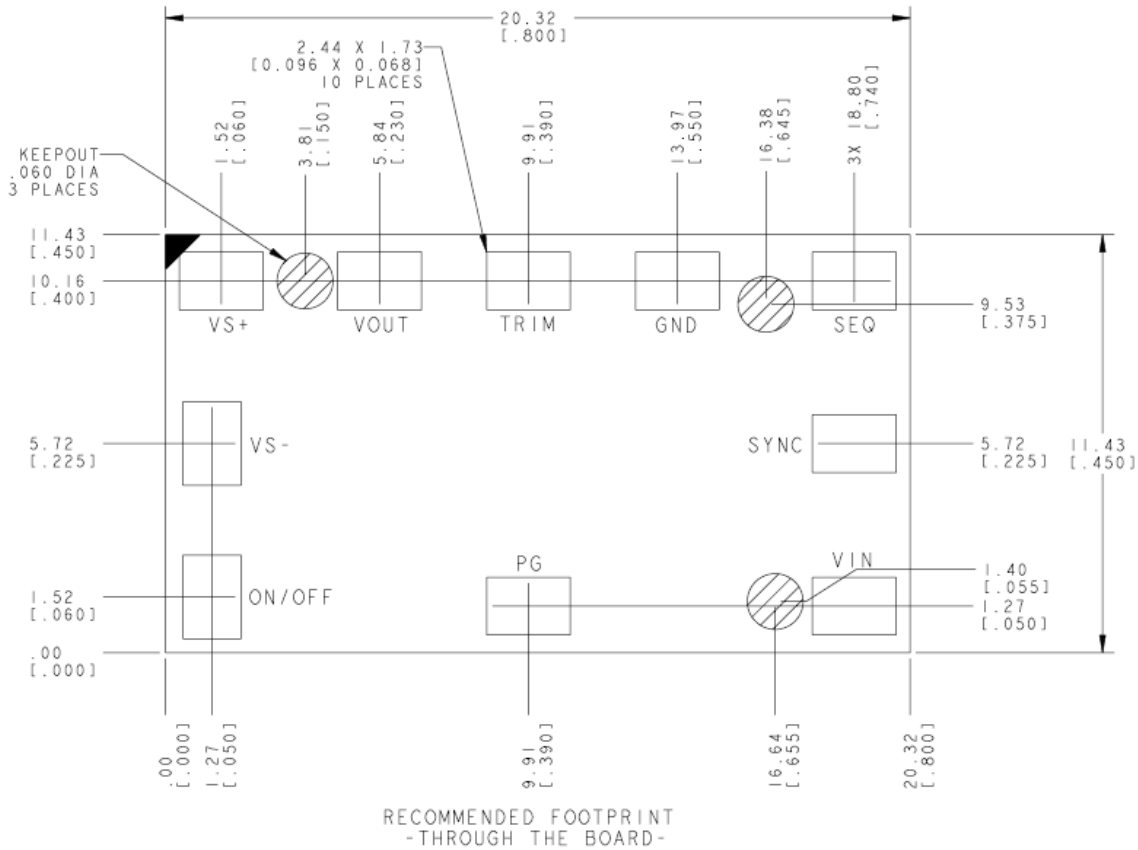 20.32
[.800]
2.44 X 1.73
[0.096 X 0.068]
10 PLACES
1.52
[.060]
3.81
[.150]
5.84
[.230]
9.91
[.390]
13.97
[.550]
16.38
[.645]
3X 18.80
[.740]
KEEPOUT
.060 DIA
3 PLACES
11.43
[.450]
10.16
[.400]
VS+
VOUT
TRIM
GND
SEQ
9.53
[.375]
5.72
[.225]
VS-
SYNC
5.72
[.225]
11.43
[.450]
PG
VIN
1.52
[.060]
ON/OFF
1.40
[.055]
1.27
[.050]
.00
[.000]
.00
[.000]
1.27
[.050]
9.91
[.390]
16.64
[.655]
20.32
[.800]
RECOMMENDED FOOTPRINT
-THROUGH THE BOARD-